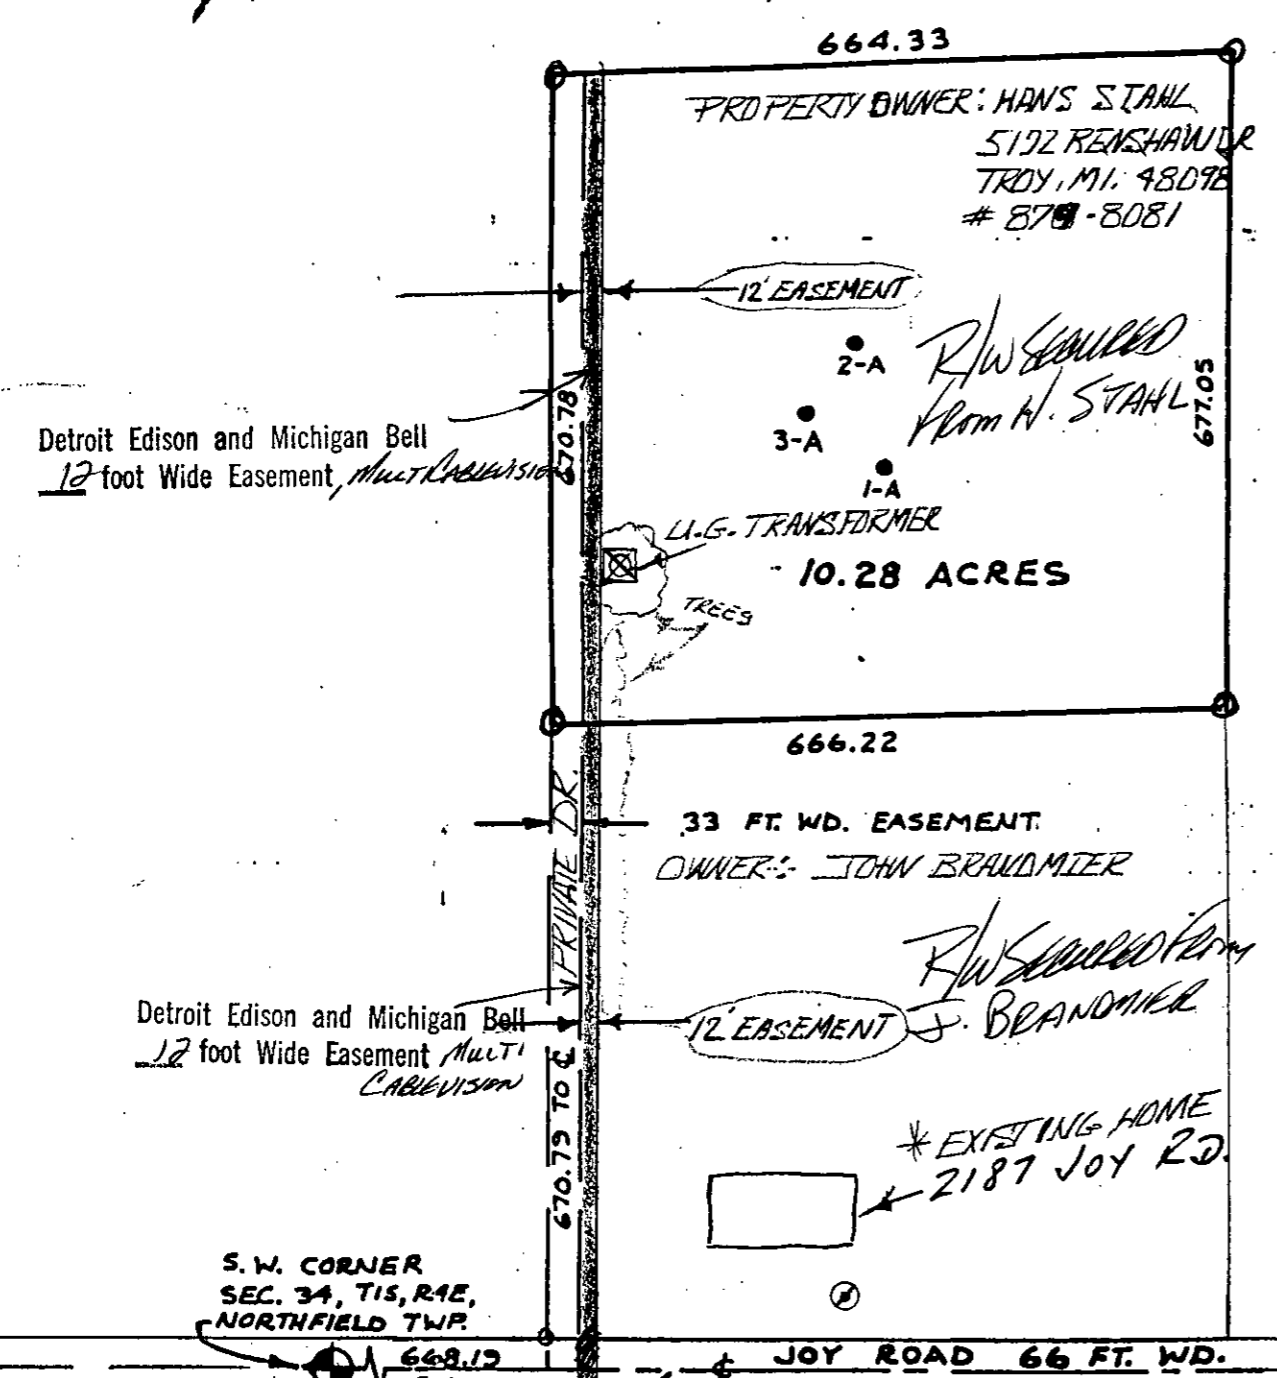 664.33
PROPERTY OWNER: HANS STAHL
5192 RENSHAW DR
TROY, MI. 48098
# 879-8081
12' EASEMENT
R/W SECURED
FROM H. STAHL
677.05
2-A
3-A
1-A
670.78
Detroit Edison and Michigan Bell
12 foot Wide Easement, MULTI CABLEVISION
U.G. TRANSFORMER
10.28 ACRES
TREES
666.22
PRIVATE DR.
33 FT. WD. EASEMENT
OWNER:- JOHN BRANDMIER
R/W SECURED FROM
J. BRANDMIER
12' EASEMENT
Detroit Edison and Michigan Bell
12 foot Wide Easement MULTI
CABLEVISION
670.79 TO ℄
* EXISTING HOME
2187 JOY RD.
S. W. CORNER
SEC. 34, T1S, R4E,
NORTHFIELD TWP.
668.19
℄ JOY ROAD 66 FT. WD.